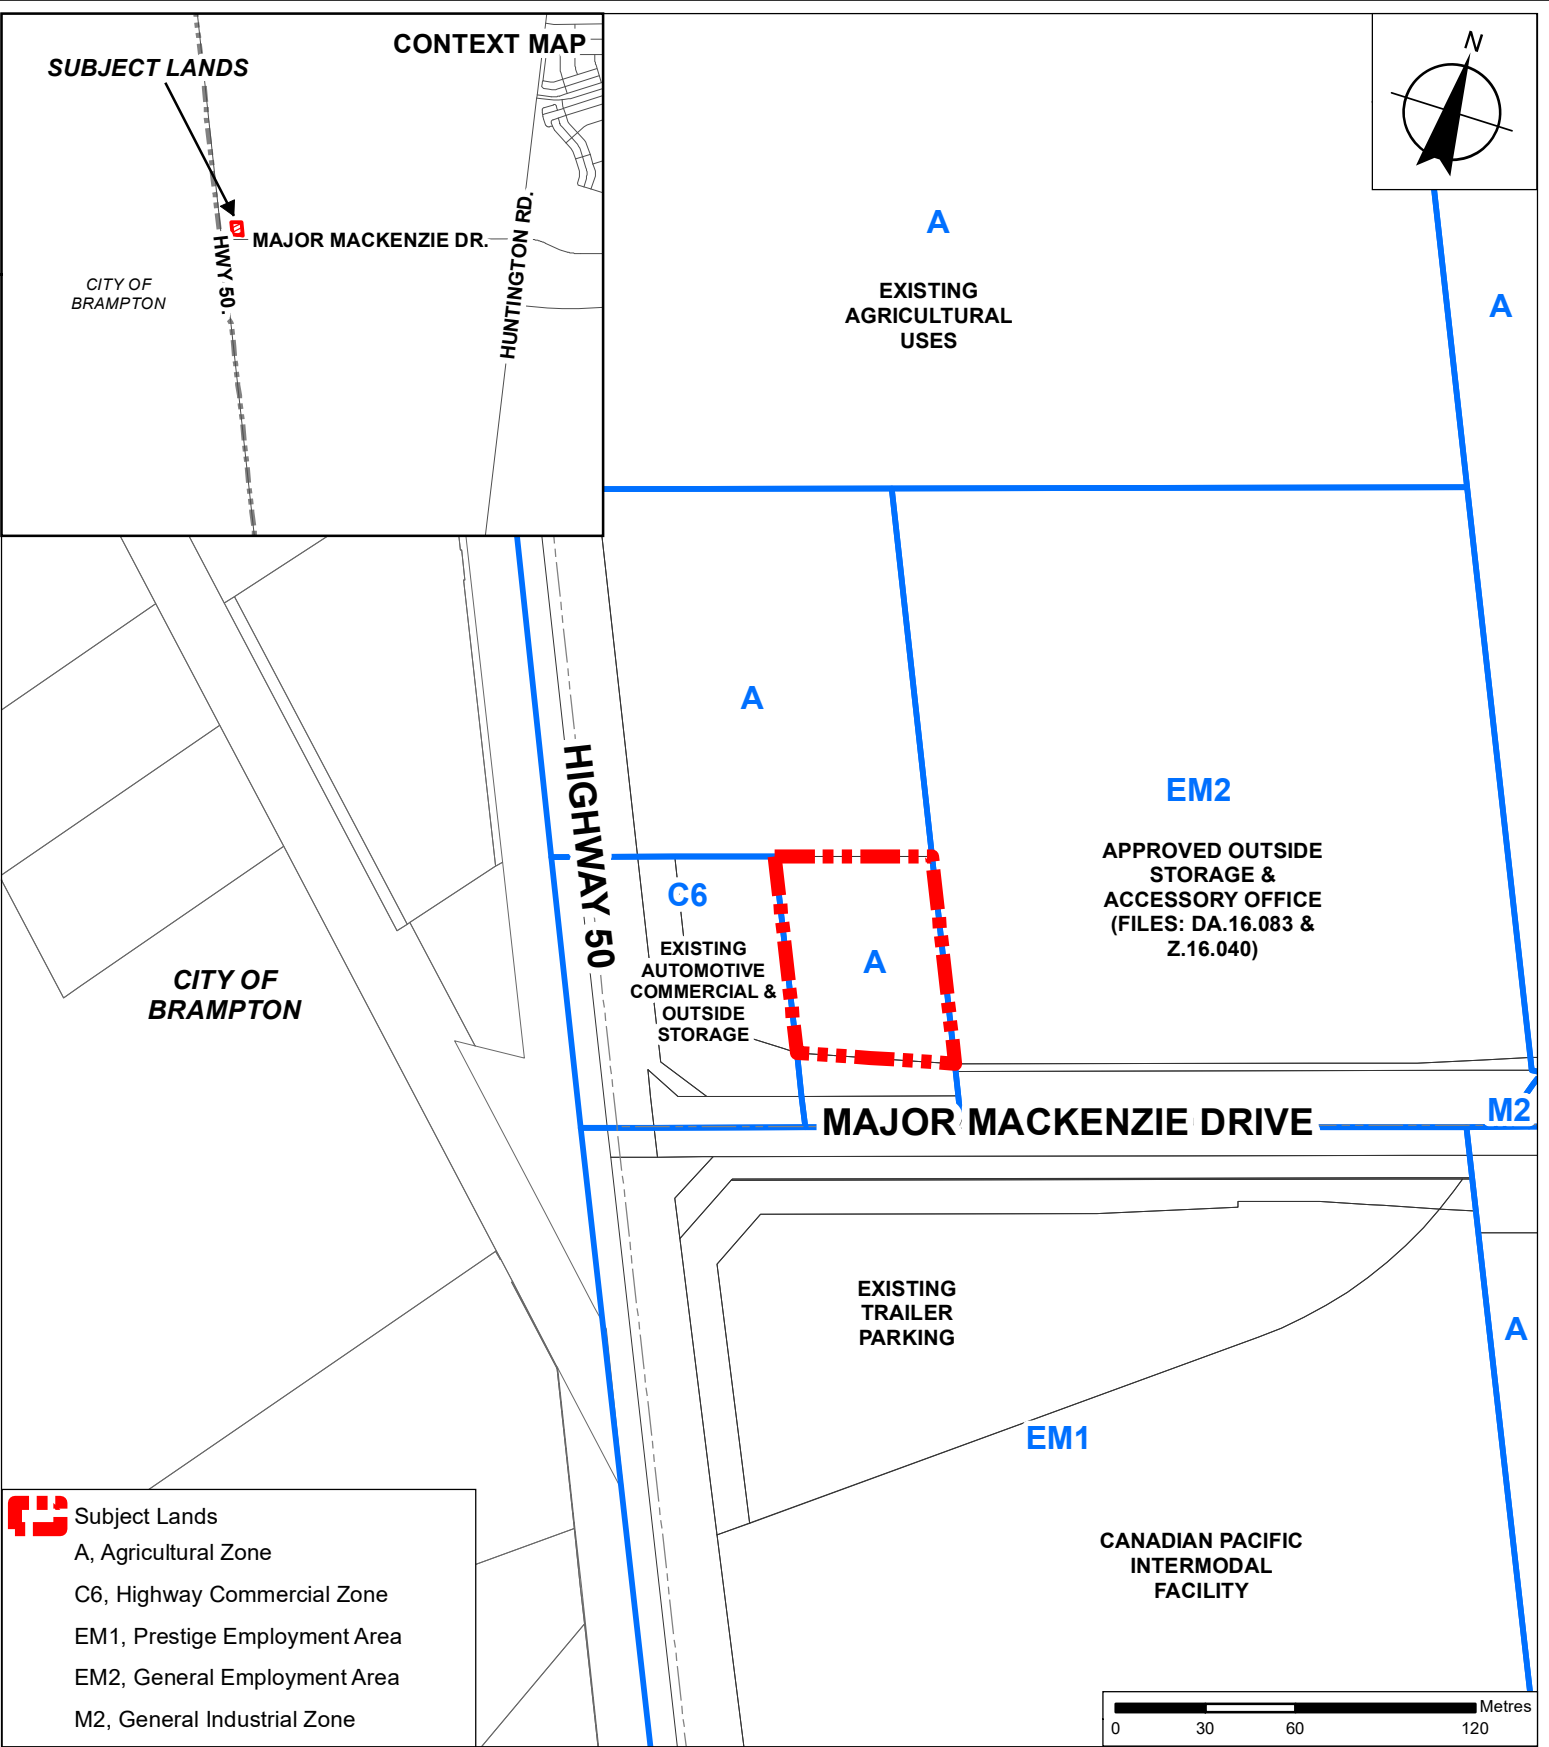 CONTEXT MAP
SUBJECT LANDS
MAJOR MACKENZIE DR.
HWY 50.
HUNTINGTON RD.
CITY OF
BRAMPTON
N
A
EXISTING
AGRICULTURAL
USES
A
A
HIGHWAY 50
EM2
APPROVED OUTSIDE
STORAGE &
ACCESSORY OFFICE
(FILES: DA.16.083 &
Z.16.040)
C6
EXISTING
AUTOMOTIVE
COMMERCIAL &
OUTSIDE
STORAGE
A
CITY OF
BRAMPTON
MAJOR MACKENZIE DRIVE
M2
EXISTING
TRAILER
PARKING
A
EM1
CANADIAN PACIFIC
INTERMODAL
FACILITY
Subject Lands
A, Agricultural Zone
C6, Highway Commercial Zone
EM1, Prestige Employment Area
EM2, General Employment Area
M2, General Industrial Zone
Metres
0 30 60 120